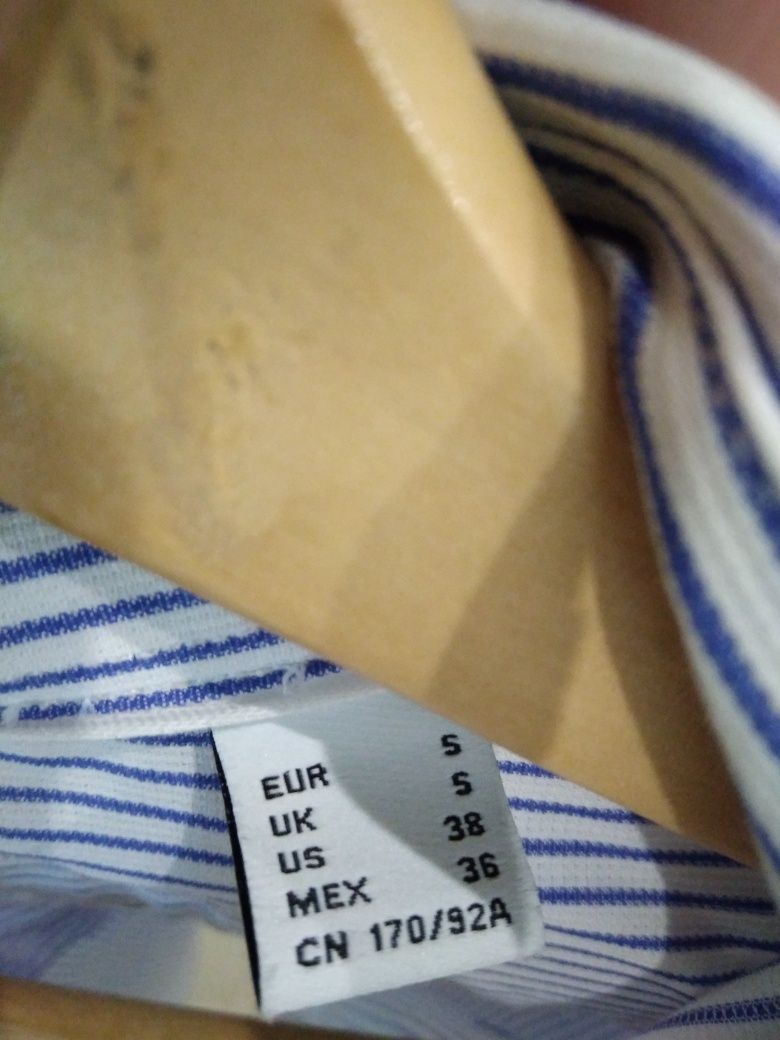 EUR S
UK S
US 38
MEX 36
CN 170/92A